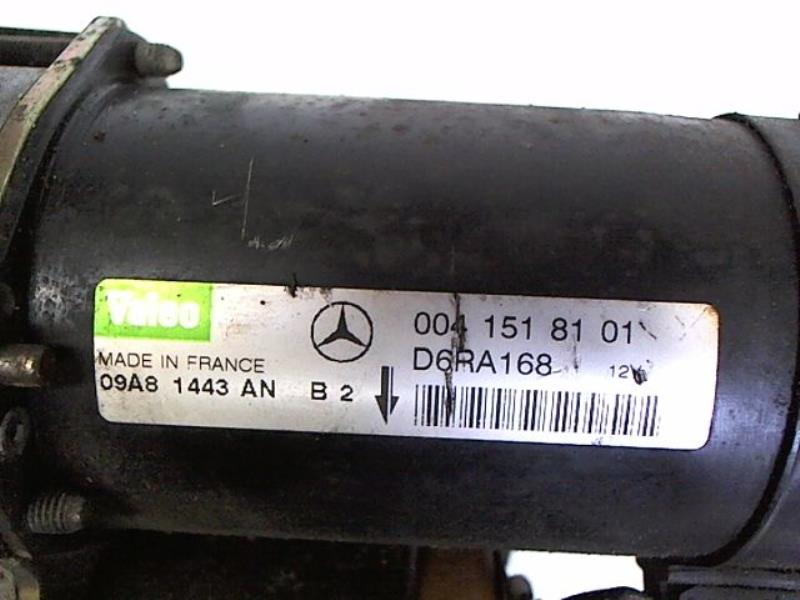 Valeo
004 151 81 01
MADE IN FRANCE
D6RA168 12V
09A8 1443 AN B 2